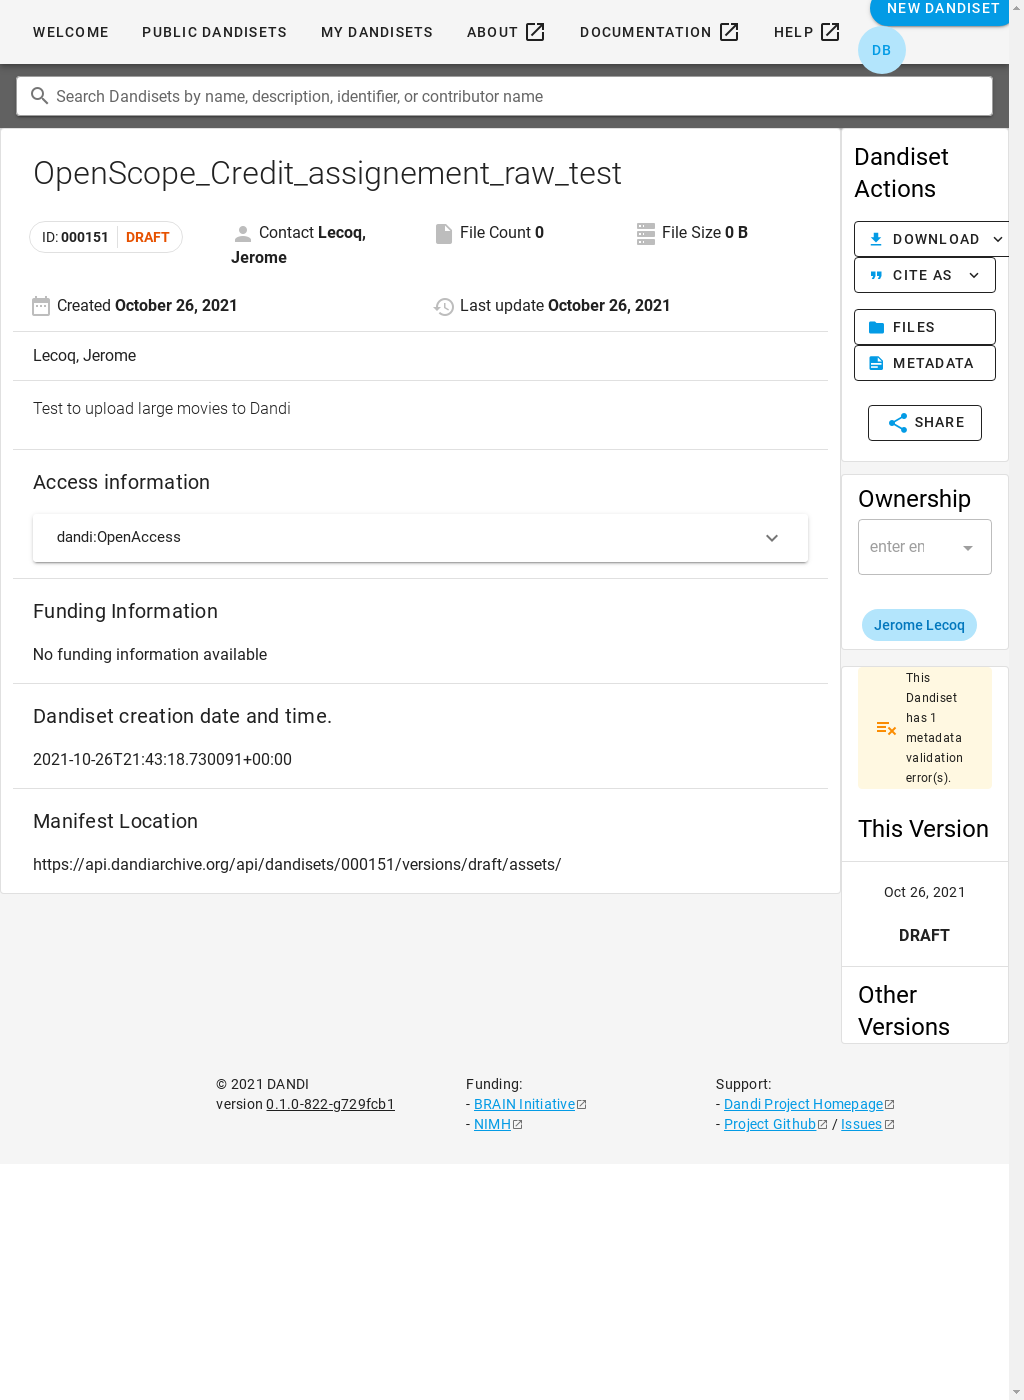 WELCOME
PUBLIC DANDISETS
MY DANDISETS
ABOUT
DOCUMENTATION
HELP
NEW DANDISET
DB
Search Dandisets by name, description, identifier, or contributor name
OpenScope_Credit_assignement_raw_test
ID: 000151 DRAFT
Contact Lecoq,
Jerome
File Count 0
File Size 0 B
Created October 26, 2021
Last update October 26, 2021
Lecoq, Jerome
Test to upload large movies to Dandi
Access information
dandi:OpenAccess
Funding Information
No funding information available
Dandiset creation date and time.
2021-10-26T21:43:18.730091+00:00
Manifest Location
https://api.dandiarchive.org/api/dandisets/000151/versions/draft/assets/
Dandiset
Actions
DOWNLOAD
CITE AS
FILES
METADATA
SHARE
Ownership
enter en
Jerome Lecoq
This
Dandiset
has 1
metadata
validation
error(s).
This Version
Oct 26, 2021
DRAFT
Other
Versions
© 2021 DANDI
version 0.1.0-822-g729fcb1
Funding:
- BRAIN Initiative
- NIMH
Support:
- Dandi Project Homepage
- Project Github / Issues